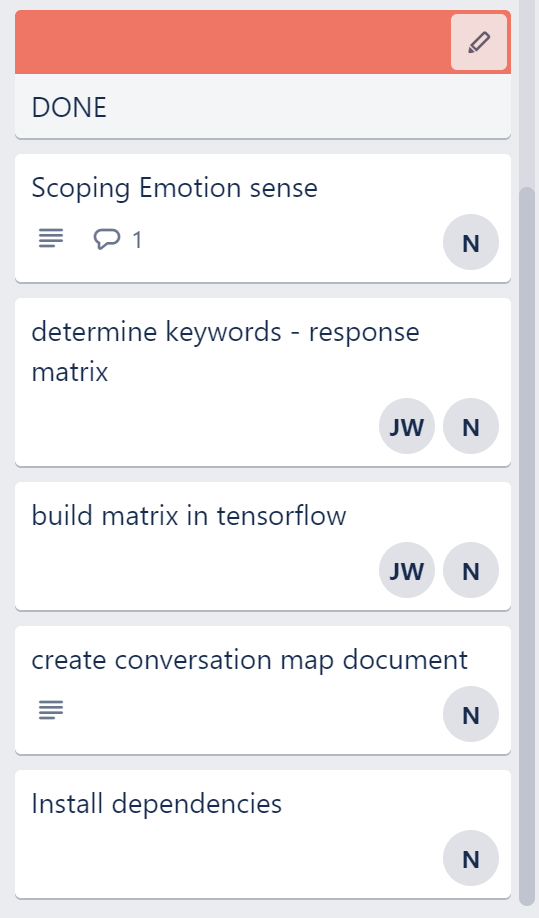 DONE
Scoping Emotion sense
1
N
determine keywords - response
matrix
JW N
build matrix in tensorflow
JW N
create conversation map document
N
Install dependencies
N